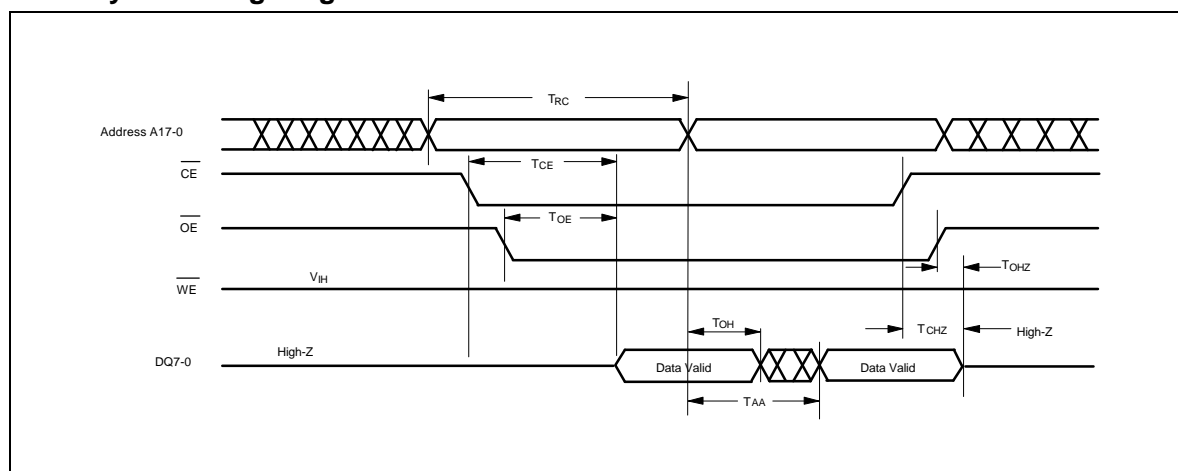 TRC
Address A17-0
TCE
CE
TOE
OE
TOHZ
VIH
WE
TOH
TCHZ
High-Z
High-Z
DQ7-0
Data Valid
Data Valid
TAA